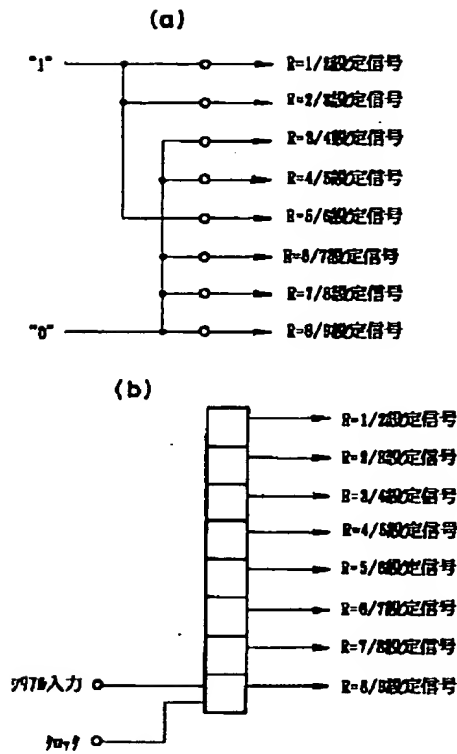 (a)
"1"
R=1/2設定信号
R=2/3設定信号
R=3/4設定信号
R=4/5設定信号
R=5/6設定信号
R=6/7設定信号
R=7/8設定信号
"0"
R=8/9設定信号
(b)
R=1/2設定信号
R=2/3設定信号
R=3/4設定信号
R=4/5設定信号
R=5/6設定信号
R=6/7設定信号
R=7/8設定信号
シリアル入力
R=8/9設定信号
クロック